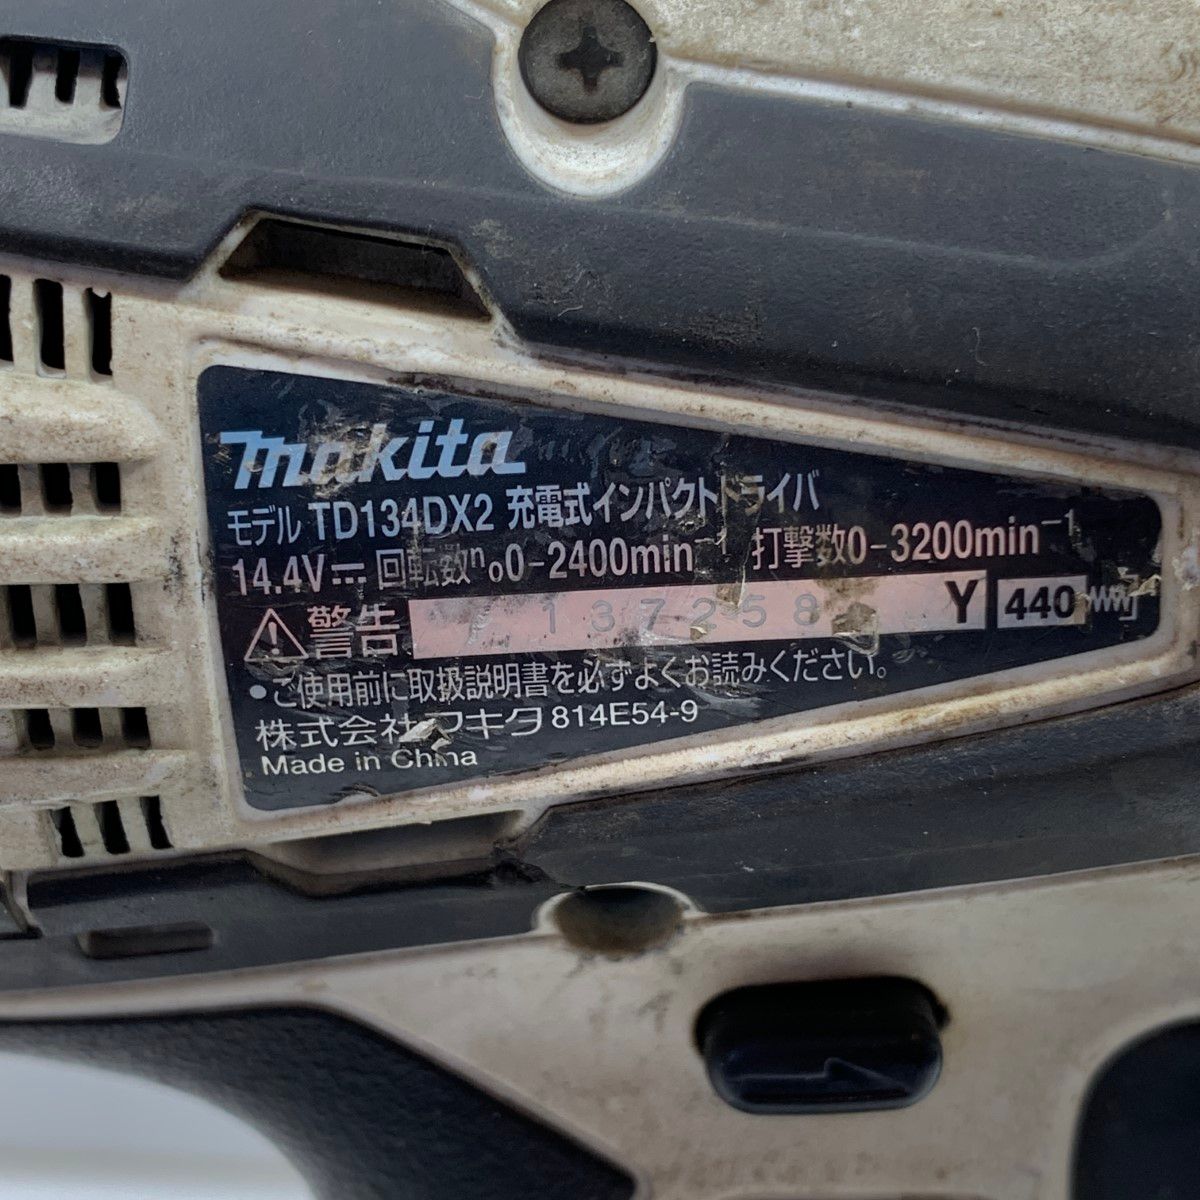 makita
モデル TD134DX2 充電式インパクトドライバ
14.4V 回転数n₀0-2400min⁻¹ 打撃数0-3200min⁻¹
警告 137258 Y 440
●ご使用前に取扱説明書を必ずよくお読みください。
株式会社マキタ 814E54-9
Made in China